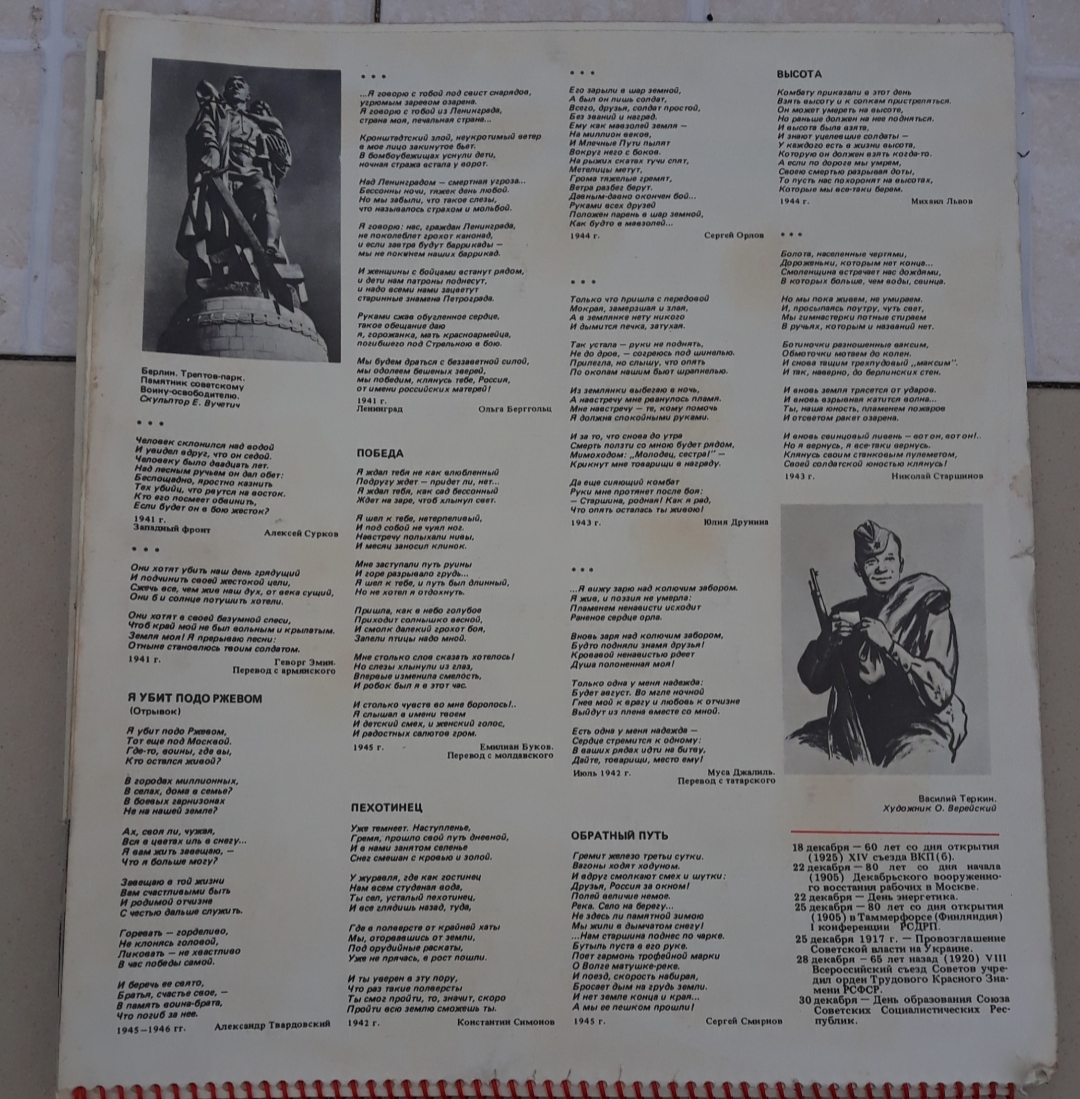 Берлин. Трептов-парк.
Памятник советскому
Воину-освободителю.
Скульптор Е. Вучетич
• • •
Человек склонился над водой
И увидел вдруг, что он седой.
Человеку было двадцать лет.
Над лесным ручьем он дал обет:
Беспощадно, яростно казнить
Тех убийц, что рвутся на восток.
Кто его посмеет обвинить,
Если будет он в бою жесток?
1941 г.
Западный фронт Алексей Сурков
• • •
Они хотят убить наш день грядущий
И подчинить своей жестокой цели,
Сжечь все, чем жив наш дух, от века сущий,
Они б и солнце потушить хотели.
Они хотят в своей безумной спеси,
Чтоб край мой не был вольным и крылатым.
Земля моя! Я прерываю песни:
Отныне становлюсь твоим солдатом.
1941 г. Геворг Эмин.
Перевод с армянского
Я УБИТ ПОДО РЖЕВОМ
(Отрывок)
Я убит подо Ржевом,
Тот еще под Москвой.
Где-то, воины, где вы,
Кто остался живой?
В городах миллионных,
В селах, дома в семье?
В боевых гарнизонах
Не на нашей земле?
Ах, своя ли, чужая,
Вся в цветах иль в снегу...
Я вам жить завещаю, —
Что я больше могу?
Завещаю в той жизни
Вам счастливыми быть
И родимой отчизне
С честью дальше служить.
Горевать — горделиво,
Не клонясь головой,
Ликовать — не хвастливо
В час победы самой.
И беречь ее свято,
Братья, счастье свое, —
В память воина-брата,
Что погиб за нее.
1945—1946 гг. Александр Твардовский
• • •
...Я говорю с тобой под свист снарядов,
угрюмым заревом озарена.
Я говорю с тобой из Ленинграда,
страна моя, печальная страна...
Кронштадтский злой, неукротимый ветер
в мое лицо закинутое бьет.
В бомбоубежищах уснули дети,
ночная стража встала у ворот.
Над Ленинградом — смертная угроза...
Бессонны ночи, тяжек день любой.
Но мы забыли, что такое слезы,
что называлось страхом и мольбой.
Я говорю: нас, граждан Ленинграда,
не поколеблет грохот канонад,
и если завтра будут баррикады —
мы не покинем наших баррикад.
И женщины с бойцами встанут рядом,
и дети нам патроны поднесут,
и надо всеми нами зацветут
старинные знамена Петрограда.
Руками сжав обугленное сердце,
такое обещание даю
я, горожанка, мать красноармейца,
погибшего под Стрельною в бою.
Мы будем драться с беззаветной силой,
мы одолеем бешеных зверей,
мы победим, клянусь тебе, Россия,
от имени российских матерей!
1941 г.
Ленинград Ольга Берггольц
ПОБЕДА
Я ждал тебя не как влюбленный
Подругу ждет — придет ли, нет...
Я ждал тебя, как сад бессонный
Ждет на заре, чтоб хлынул свет.
Я шел к тебе, нетерпеливый,
И под собой не чуял ног.
Навстречу полыхали нивы,
И месяц заносил клинок.
Мне заступали путь руины
И горе разрывало грудь...
Я шел к тебе, и путь был длинный,
Но не хотел я отдохнуть.
Пришла, как в небо голубое
Приходит солнышко весной,
И смолк далекий грохот боя,
Запели птицы надо мной.
Мне столько слов сказать хотелось!
Но слезы хлынули из глаз,
Впервые изменила смелость,
И робок был я в этот час.
И столько чувств во мне боролось!..
Я слышал в имени твоем
И детский смех, и женский голос,
И радостных салютов гром.
1945 г. Емилиан Буков.
Перевод с молдавского
ПЕХОТИНЕЦ
Уже темнеет. Наступленье,
Гремя, прошло свой путь дневной,
И в нами занятом селенье
Снег смешан с кровью и золой.
У журавля, где как гостинец
Нам всем студеная вода,
Ты сел, усталый пехотинец,
И все глядишь назад, туда,
Где в полверсте от крайней хаты
Мы, оторвавшись от земли,
Под орудийные раскаты,
Уже не прячась, в рост пошли.
И ты уверен в эту пору,
Что раз такие полверсты
Ты смог пройти, то, значит, скоро
Пройти всю землю сможешь ты.
1942 г. Константин Симонов
• • •
Его зарыли в шар земной,
А был он лишь солдат,
Всего, друзья, солдат простой,
Без званий и наград.
Ему как мавзолей земля —
На миллион веков,
И Млечные Пути пылят
Вокруг него с боков.
На рыжих скатах тучи спят,
Метелицы метут,
Грома тяжелые гремят,
Ветра разбег берут.
Давным-давно окончен бой...
Руками всех друзей
Положен парень в шар земной,
Как будто в мавзолей...
1944 г. Сергей Орлов
• • •
Только что пришла с передовой
Мокрая, замерзшая и злая,
А в землянке нету никого
И дымится печка, затухая.
Так устала — руки не поднять,
Не до дров, — согреюсь под шинелью.
Прилегла, но слышу, что опять
По окопам нашим бьют шрапнелью.
Из землянки выбегаю в ночь,
А навстречу мне рванулось пламя.
Мне навстречу — те, кому помочь
Я должна спокойными руками.
И за то, что снова до утра
Смерть ползти со мною будет рядом,
Мимоходом: „Молодец, сестра!“ —
Крикнут мне товарищи в награду.
Да еще сияющий комбат
Руки мне протянет после боя:
— Старшина, родная! Как я рад,
Что опять осталась ты живою!
1943 г. Юлия Друнина
• • •
...Я вижу зарю над колючим забором.
Я жив, и поэзия не умерла:
Пламенем ненависти исходит
Раненое сердце орла.
Вновь заря над колючим забором,
Будто подняли знамя друзья!
Кровавой ненавистью рдеет
Душа полоненная моя!
Только одна у меня надежда:
Будет август. Во мгле ночной
Гнев мой к врагу и любовь к отчизне
Выйдут из плена вместе со мной.
Есть одна у меня надежда —
Сердце стремится к одному:
В ваших рядах идти на битву,
Дайте, товарищи, место ему!
Июль 1942 г. Муса Джалиль.
Перевод с татарского
ОБРАТНЫЙ ПУТЬ
Гремит железо третьи сутки.
Вагоны ходят ходуном.
И вдруг смолкают смех и шутки:
Друзья, Россия за окном!
Полей величие немое.
Река. Село на берегу...
Не здесь ли памятной зимою
Мы жили в дымчатом снегу!
...Нам старшина поднес по чарке.
Бутыль пуста в его руке.
Поет гармонь трофейной марки
О Волге матушке-реке.
И поезд, скорость набирая,
Бросает дым на грудь земли.
И нет земле конца и края...
А мы ее пешком прошли!
1945 г. Сергей Смирнов
ВЫСОТА
Комбату приказали в этот день
Взять высоту и к сопкам пристреляться.
Он может умереть на высоте,
Но раньше должен на нее подняться.
И высота была взята,
И знают уцелевшие солдаты —
У каждого есть в жизни высота,
Которую он должен взять когда-то.
А если по дороге мы умрем,
Своею смертью разрывая доты,
То пусть нас похоронят на высотах,
Которые мы все-таки берем.
1944 г. Михаил Львов
• • •
Болота, населенные чертями,
Дороженьки, которым нет конца...
Смоленщина встречает нас дождями,
В которых больше, чем воды, свинца.
Но мы пока живем, не умираем.
И, просыпаясь поутру, чуть свет,
Мы гимнастерки потные стираем
В ручьях, которым и названий нет.
Ботиночки разношенные ваксим,
Обмоточки мотаем до колен.
И снова тащим трехпудовый „максим“.
И так, наверно, до берлинских стен.
И вновь земля трясется от ударов.
И вновь взрывная катится волна...
Ты, наша юность, пламенем пожаров
И отсветом ракет озарена.
И вновь свинцовый ливень — вот он, вот он!..
Но я вернусь, я все-таки вернусь.
Клянусь своим станковым пулеметом,
Своей солдатской юностью клянусь!
1943 г. Николай Старшинов
Василий Теркин.
Художник О. Верейский
18 декабря — 60 лет со дня открытия
(1925) XIV съезда ВКП(б).
22 декабря — 80 лет со дня начала
(1905) Декабрьского вооруженно-
го восстания рабочих в Москве.
22 декабря — День энергетика.
25 декабря — 80 лет со дня открытия
(1905) в Таммерфорсе (Финляндия)
I конференции РСДРП.
25 декабря 1917 г. — Провозглашение
Советской власти на Украине.
28 декабря — 65 лет назад (1920) VIII
Всероссийский съезд Советов учре-
дил орден Трудового Красного Зна-
мени РСФСР.
30 декабря — День образования Союза
Советских Социалистических Рес-
публик.